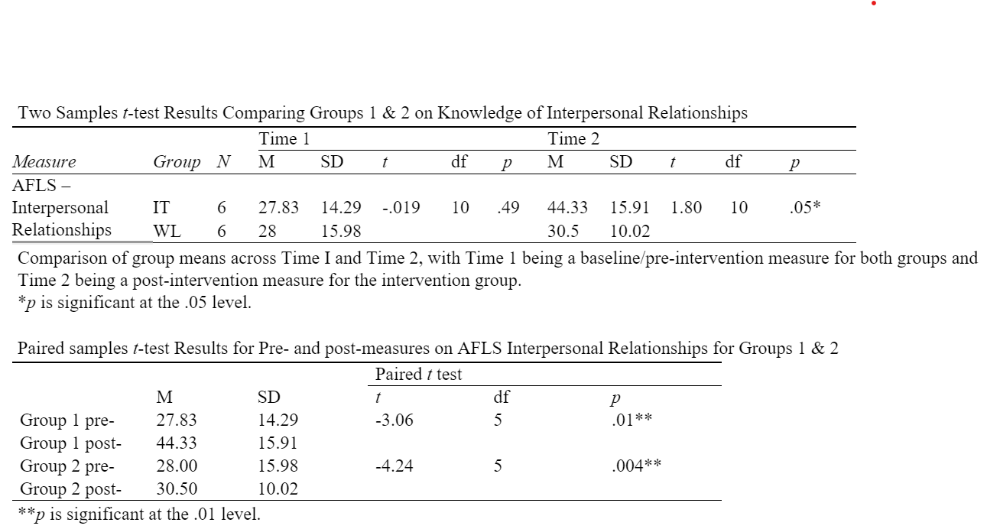 Two Samples t-test Results Comparing Groups 1 & 2 on Knowledge of Interpersonal Relationships
Time 1 Time 2
Measure Group N M SD t df p M SD t df p
AFLS –
Interpersonal IT 6 27.83 14.29 -.019 10 .49 44.33 15.91 1.80 10 .05*
Relationships WL 6 28 15.98 30.5 10.02
Comparison of group means across Time I and Time 2, with Time 1 being a baseline/pre-intervention measure for both groups and
Time 2 being a post-intervention measure for the intervention group.
*p is significant at the .05 level.
Paired samples t-test Results for Pre- and post-measures on AFLS Interpersonal Relationships for Groups 1 & 2
Paired t test
M SD t df p
Group 1 pre- 27.83 14.29 -3.06 5 .01**
Group 1 post- 44.33 15.91
Group 2 pre- 28.00 15.98 -4.24 5 .004**
Group 2 post- 30.50 10.02
**p is significant at the .01 level.